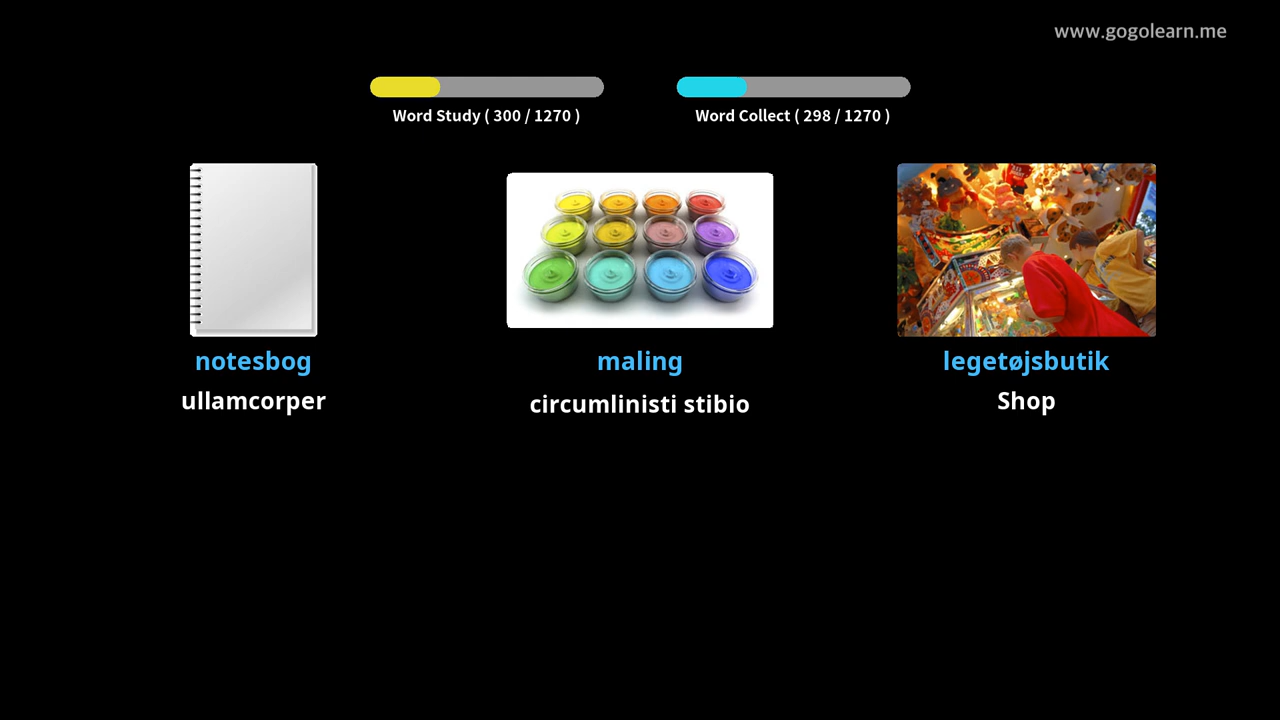 www.gogolearn.me
Word Study ( 300 / 1270 )
Word Collect ( 298 / 1270 )
notesbog
maling
legetøjsbutik
ullamcorper
circumlinisti stibio
Shop